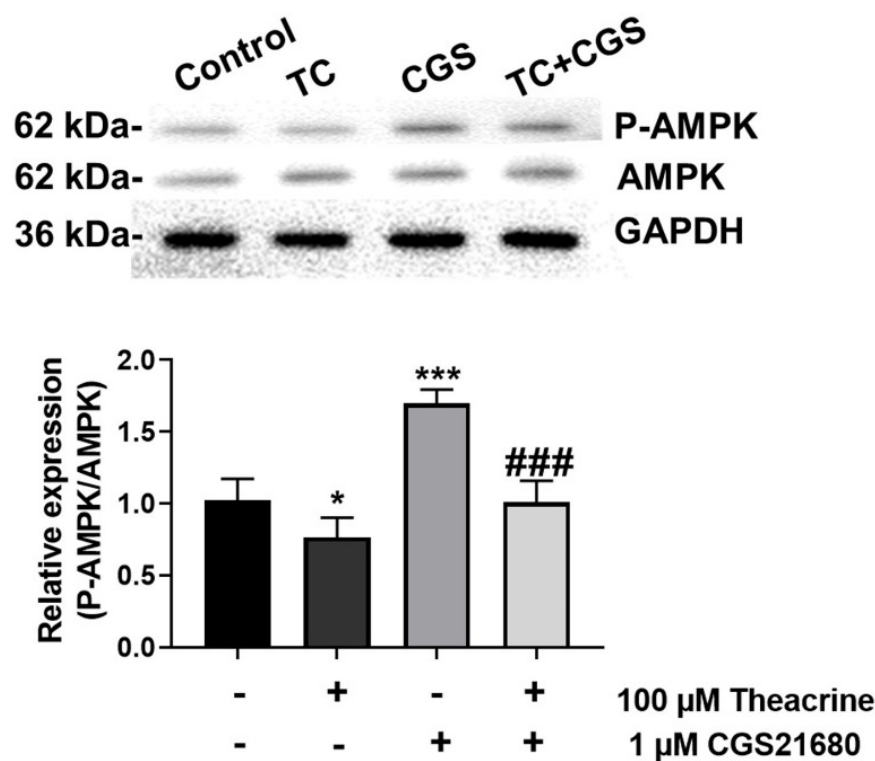 Control TC CGS TC+CGS
62 kDa- P-AMPK
62 kDa- AMPK
36 kDa- GAPDH
Relative expression
(P-AMPK/AMPK)
2.0
1.5
1.0
0.5
0.0
* *** ###
- + - + 100 μM Theacrine
- - + + 1 μM CGS21680